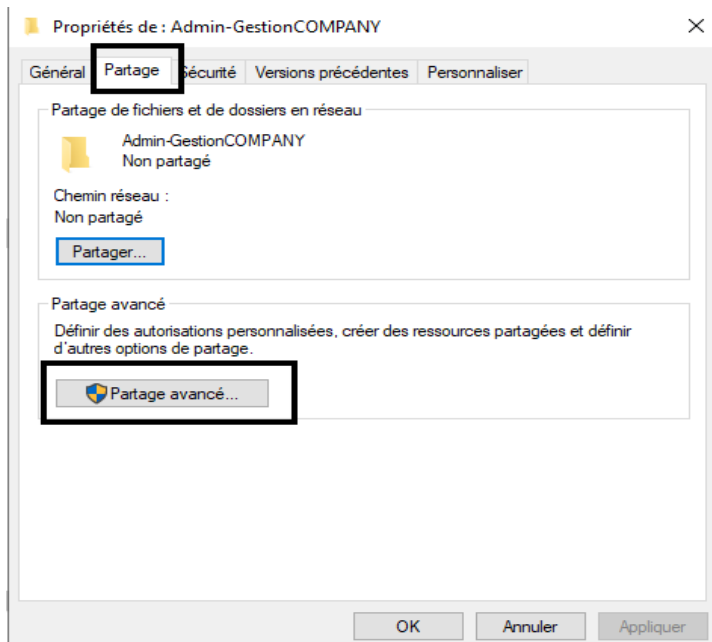 Propriétés de : Admin-GestionCOMPANY
Général Partage Sécurité Versions précédentes Personnaliser
Partage de fichiers et de dossiers en réseau
Admin-GestionCOMPANY
Non partagé
Chemin réseau :
Non partagé
Partager...
Partage avancé
Définir des autorisations personnalisées, créer des ressources partagées et définir
d'autres options de partage.
Partage avancé...
OK Annuler Appliquer